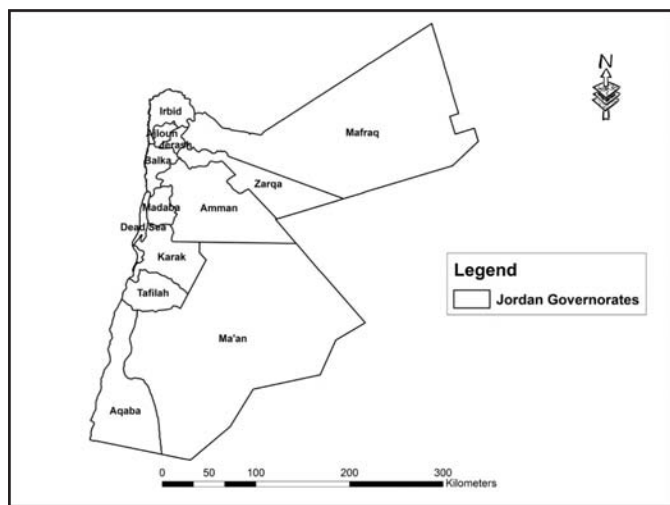 N
Irbid
Mafraq
Ajloun
Jerash
Balka
Zarqa
Madaba
Amman
Dead Sea
Karak
Legend
Tafilah
Jordan Governorates
Ma'an
Aqaba
0 50 100 200 300
Kilometers